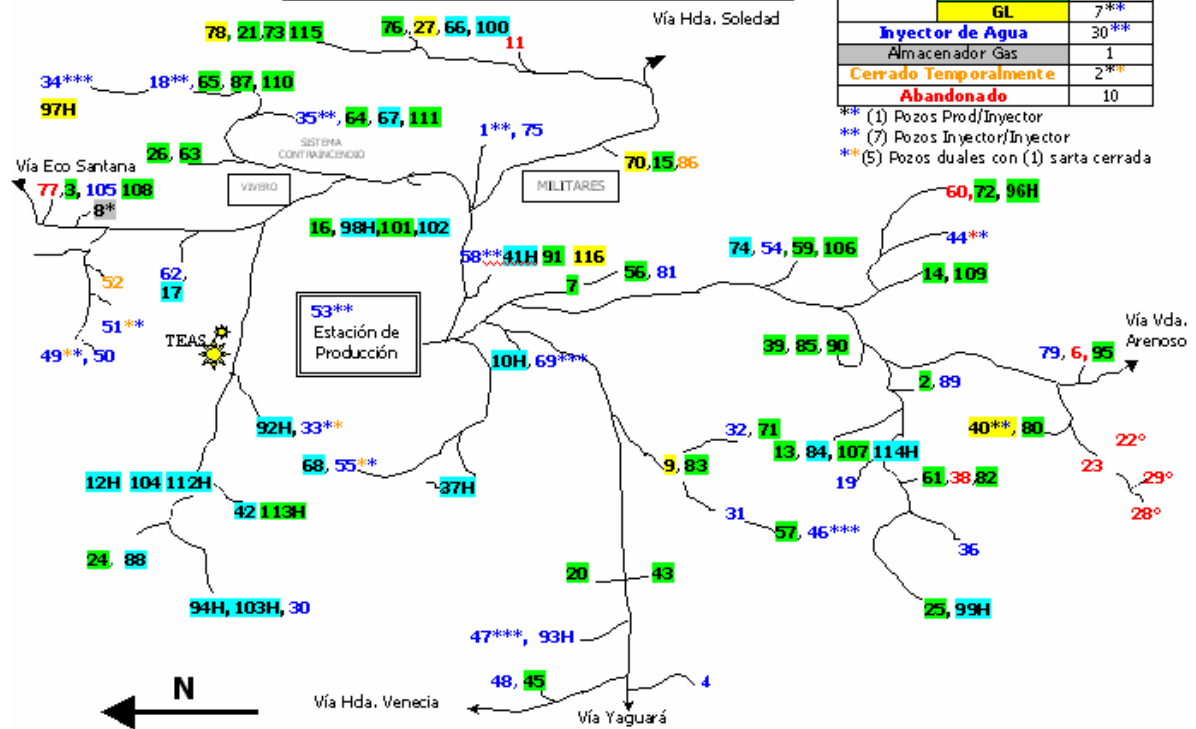 GL 7**
Inyector de Agua 30**
Almacenador Gas 1
Cerrado Temporalmente 2**
Abandonado 10
** (1) Pozos Prod/Inyector
** (7) Pozos Inyector/Inyector
**(5) Pozos duales con (1) sarta cerrada
Vía Hda. Soledad
78, 21,73 115
76, 27, 66, 100
11
34***
18**, 65, 87, 110
97H
35**, 64, 67, 111
1**, 75
SISTEMA
CONTRAINCENDIO
26, 63
70,15,86
Vía Eco Santana
VIVERO
MILITARES
77,3, 105 108
8*
60,72, 96H
16, 98H,101,102
44**
74, 54, 59, 106
58**41H 91 116
56, 81
7
14, 109
62
17
52
51**
49**, 50
TEAS
53**
Estación de
Producción
Vía Vda.
Arenoso
39, 85, 90
79, 6, 95
10H, 69***
2, 89
92H, 33**
32, 71
40**, 80
22°
13, 84, 107 114H
68, 55**
9, 83
23
29°
12H 104 112H
37H
19
61,38,82
28°
42 113H
31
57, 46***
36
24, 88
20 43
94H, 103H, 30
25, 99H
47***, 93H
48, 45
4
N
Vía Hda. Venecia
Vía Yaguará